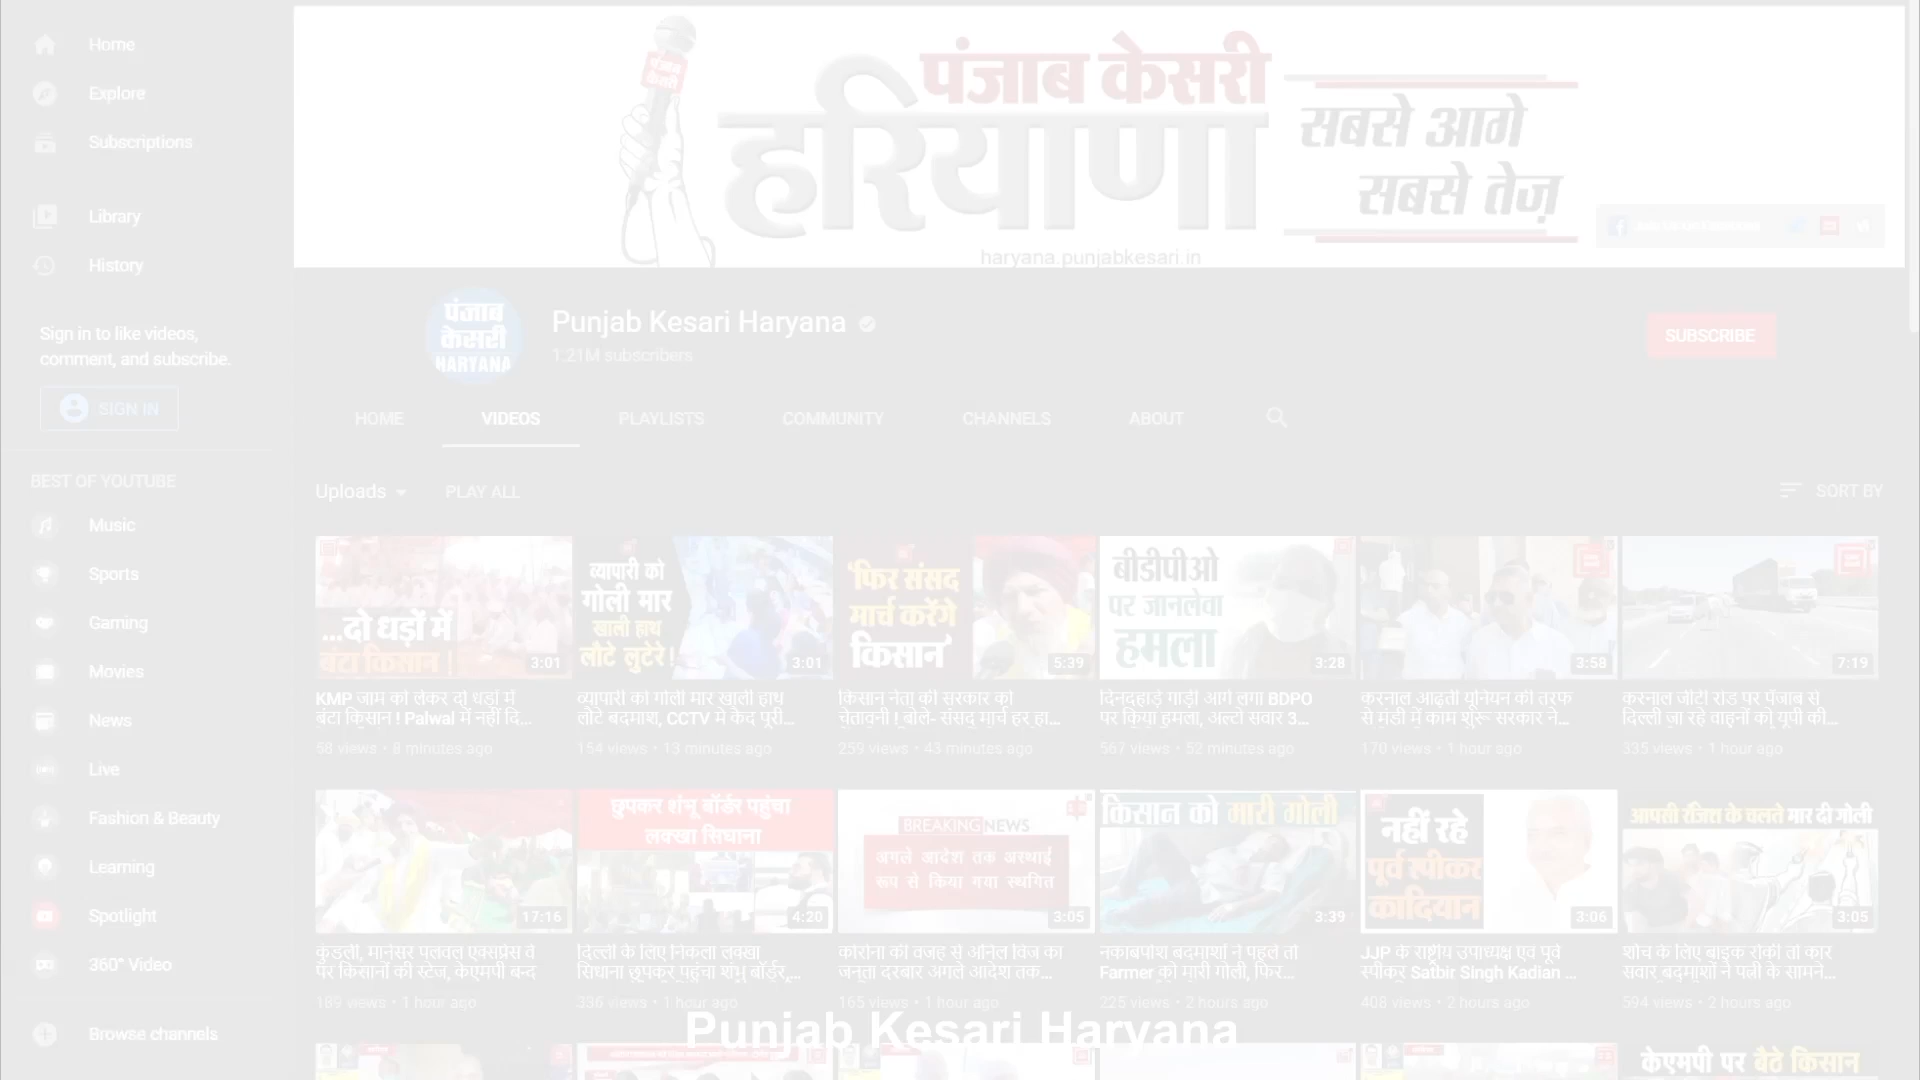 Home
Explore
Subscriptions
Library
History
Sign in to like videos,
comment, and subscribe.
SIGN IN
BEST OF YOUTUBE
Music
Sports
Gaming
Movies
News
Live
Fashion & Beauty
Learning
Spotlight
360° Video
Browse channels
पंजाब केसरी
हरियाणा
सबसे आगे
सबसे तेज़
haryana.punjabkesari.in
पंजाब
केसरी
HARYANA
Punjab Kesari Haryana
1.21M subscribers
SUBSCRIBE
HOME VIDEOS PLAYLISTS COMMUNITY CHANNELS ABOUT
Uploads PLAY ALL SORT BY
...दो धड़ों में
बंटा किसान !
3:01
KMP जाम को लेकर दो धड़ों में
बंटा किसान ! Palwal में नहीं दि...
58 views • 8 minutes ago
व्यापारी को
गोली मार
खाली हाथ
लौटे लुटेरे !
3:01
व्यापारी को गोली मार खाली हाथ
लौटे बदमाश, CCTV मे कैद पूरी...
154 views • 13 minutes ago
'फिर संसद
मार्च करेंगे
किसान'
5:39
किसान नेता की सरकार को
चेतावनी ! बोले- संसद मार्च हर हा...
259 views • 43 minutes ago
बीडीपीओ
पर जानलेवा
हमला
3:28
दिनदहाड़े गाड़ी आगे लगा BDPO
पर किया हमला, अल्टो सवार 3...
567 views • 52 minutes ago
3:58
करनाल आढ़ती यूनियन की तरफ
से मंडी में काम शुरू सरकार ने...
170 views • 1 hour ago
7:19
करनाल जीटी रोड पर पंजाब से
दिल्ली जा रहे वाहनों को यूपी की...
335 views • 1 hour ago
17:16
कुंडली, मानेसर पलवल एक्सप्रेस वे
पर किसानों की स्टेज, केएमपी बन्द
189 views • 1 hour ago
छुपकर शंभू बॉर्डर पहुंचा
लक्खा सिधाना
4:20
दिल्ली के लिए निकला लक्खा
सिधाना छुपकर पहुंचा शंभू बॉर्डर,...
336 views • 1 hour ago
BREAKING NEWS
अगले आदेश तक अस्थाई
रूप से किया गया स्थगित
3:05
कोरोना की वजह से अनिल विज का
जनता दरबार अगले आदेश तक...
165 views • 1 hour ago
किसान को मारी गोली
3:39
नकाबपोश बदमाशों ने पहले तो
Farmer को मारी गोली, फिर...
225 views • 2 hours ago
नहीं रहे
पूर्व स्पीकर
कादियान
3:06
JJP के राष्ट्रीय उपाध्यक्ष एवं पूर्व
स्पीकर Satbir Singh Kadian ...
408 views • 2 hours ago
आपसी रंजिश के चलते मार दी गोली
3:05
शौच के लिए बाइक रोकी तो कार
सवार बदमाशों ने पत्नी के सामने...
594 views • 2 hours ago
केएमपी पर बैठे किसान
Punjab Kesari Haryana